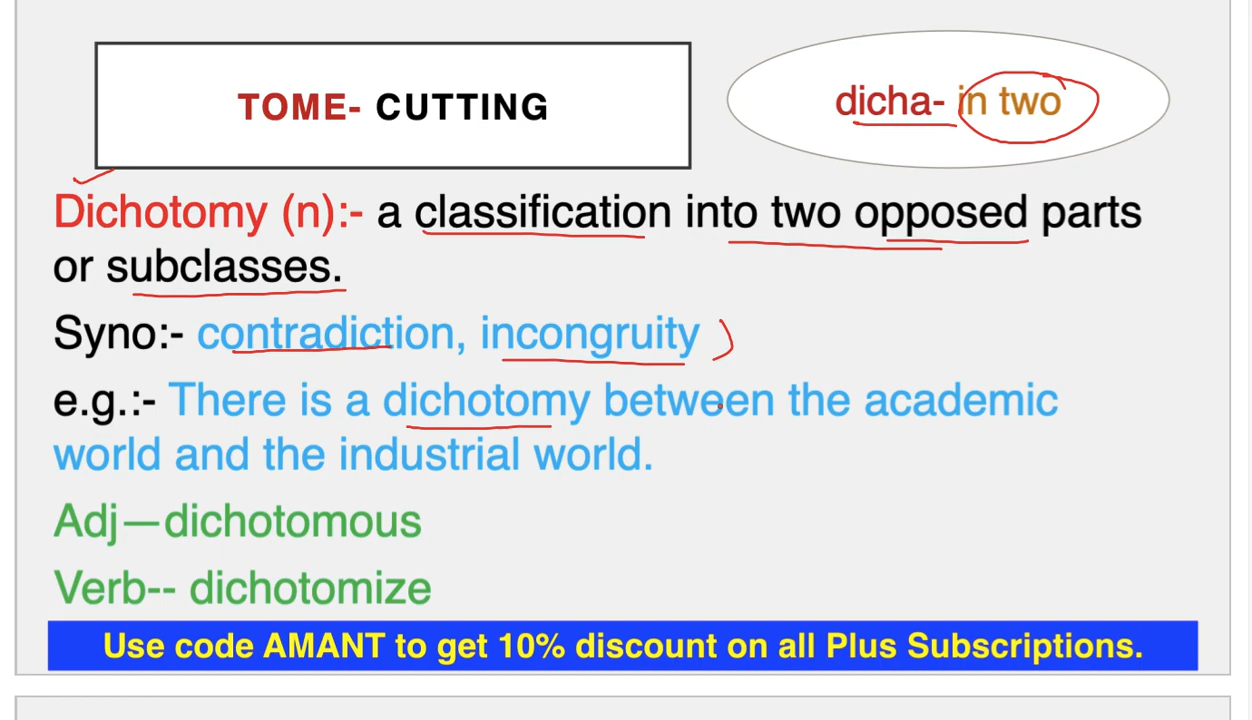 TOME- CUTTING
dicha- in two
Dichotomy (n):- a classification into two opposed parts
or subclasses.
Syno:- contradiction, incongruity
e.g.:- There is a dichotomy between the academic
world and the industrial world.
Adj—dichotomous
Verb-- dichotomize
Use code AMANT to get 10% discount on all Plus Subscriptions.